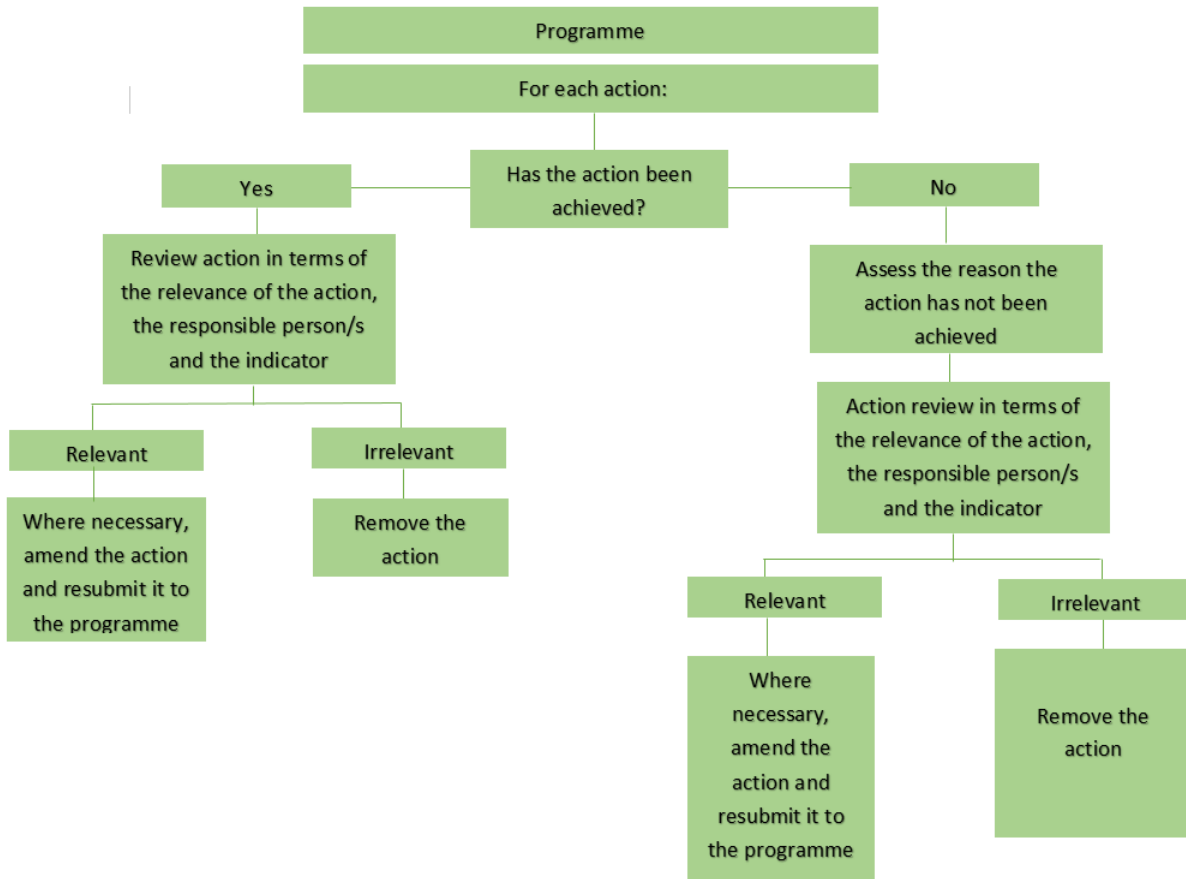 Programme
For each action:
Has the action been
achieved?
Yes
No
Review action in terms of
the relevance of the action,
the responsible person/s
and the indicator
Relevant
Irrelevant
Where necessary,
amend the action
and resubmit it to
the programme
Remove the
action
Assess the reason the
action has not been
achieved
Action review in terms of
the relevance of the action,
the responsible person/s
and the indicator
Relevant
Irrelevant
Where
necessary,
amend the
action and
resubmit it to
the programme
Remove the
action